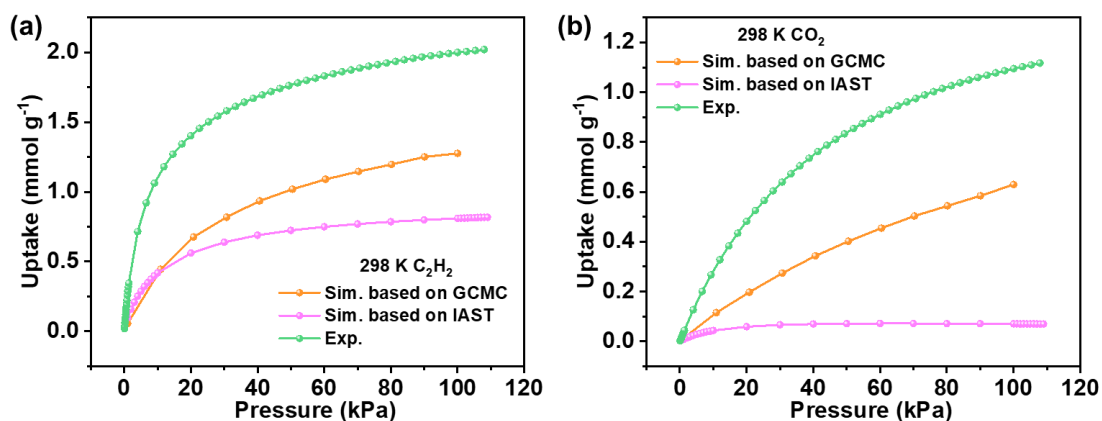 (a)
Uptake (mmol g⁻¹)
2.0
1.5
1.0
0.5
0.0
298 K C₂H₂
Sim. based on GCMC
Sim. based on IAST
Exp.
0 20 40 60 80 100 120
Pressure (kPa)
(b)
Uptake (mmol g⁻¹)
1.2
1.0
0.8
0.6
0.4
0.2
0.0
298 K CO₂
Sim. based on GCMC
Sim. based on IAST
Exp.
0 20 40 60 80 100 120
Pressure (kPa)